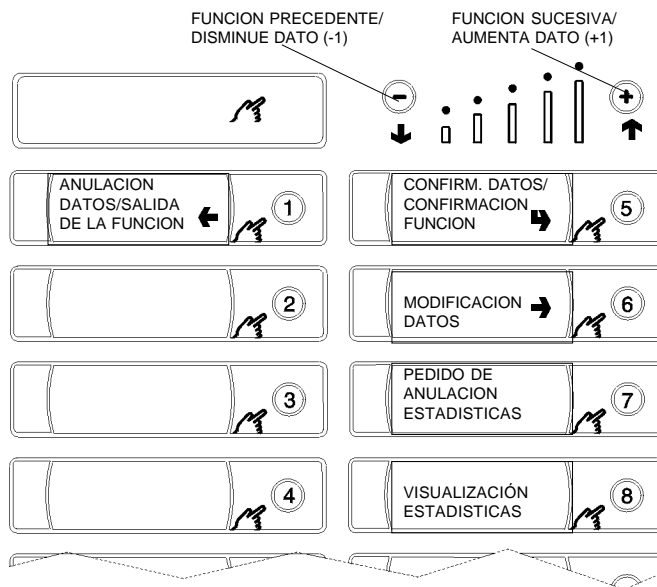 FUNCION PRECEDENTE/
DISMINUE DATO (-1)
FUNCION SUCESIVA/
AUMENTA DATO (+1)
ANULACION
DATOS/SALIDA
DE LA FUNCION
1
2
3
4
CONFIRM. DATOS/
CONFIRMACION
FUNCION
5
MODIFICACION
DATOS
6
PEDIDO DE
ANULACION
ESTADISTICAS
7
VISUALIZACIÓN
ESTADISTICAS
8